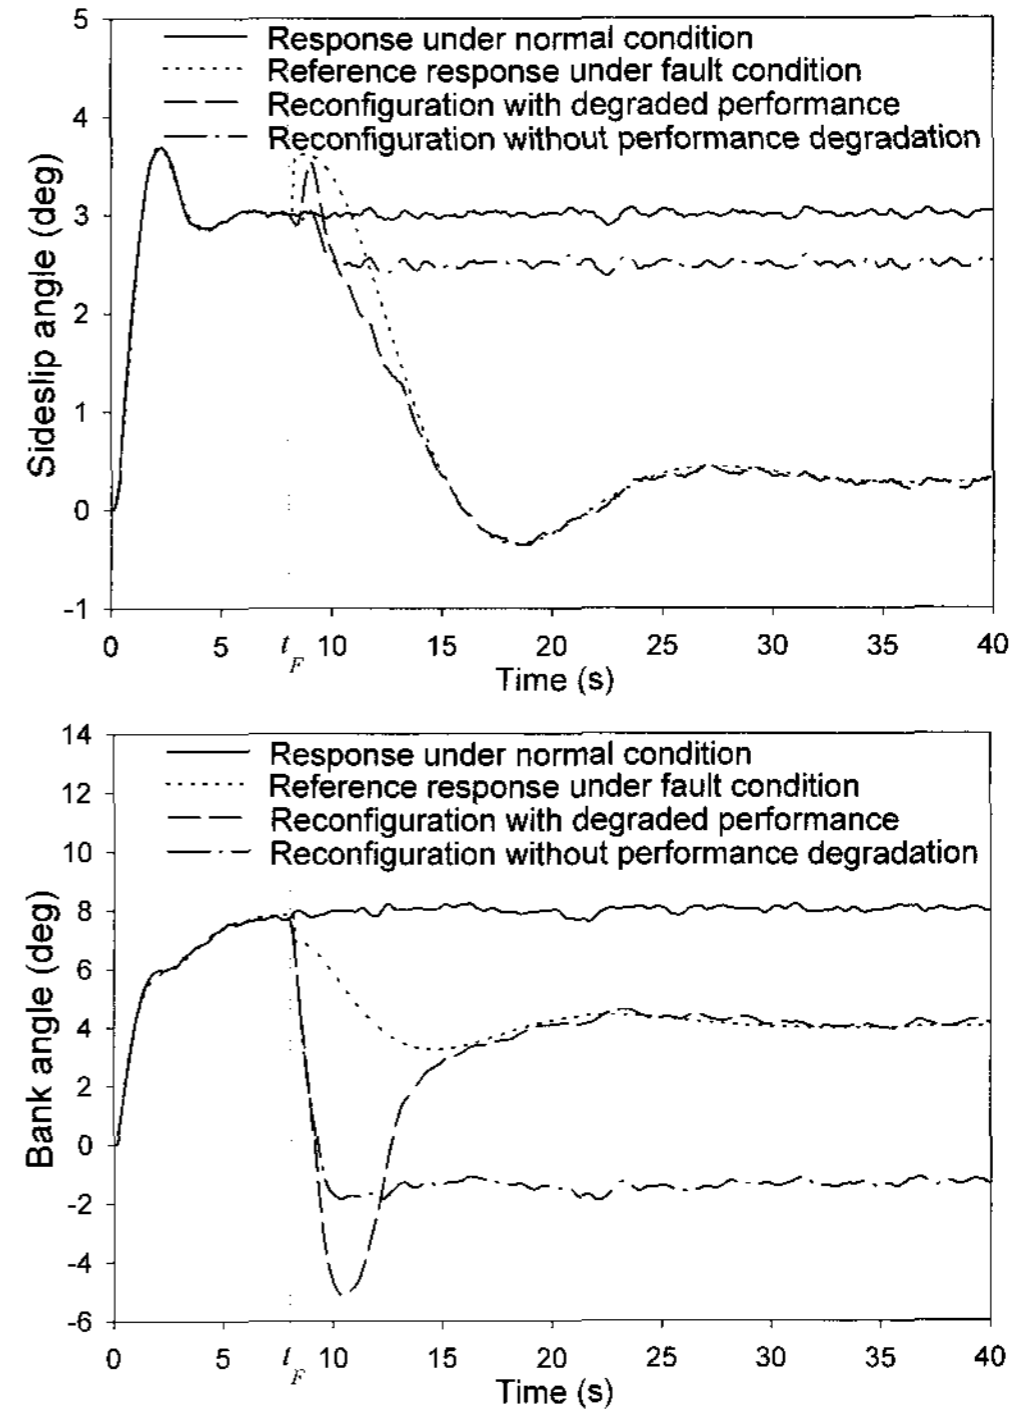 5
4
3
2
1
0
-1
Sideslip angle (deg)
Response under normal condition
Reference response under fault condition
Reconfiguration with degraded performance
Reconfiguration without performance degradation
0 5 t_F 10 15 20 25 30 35 40
Time (s)
14
12
10
8
6
4
2
0
-2
-4
-6
Bank angle (deg)
Response under normal condition
Reference response under fault condition
Reconfiguration with degraded performance
Reconfiguration without performance degradation
0 5 t_F 10 15 20 25 30 35 40
Time (s)